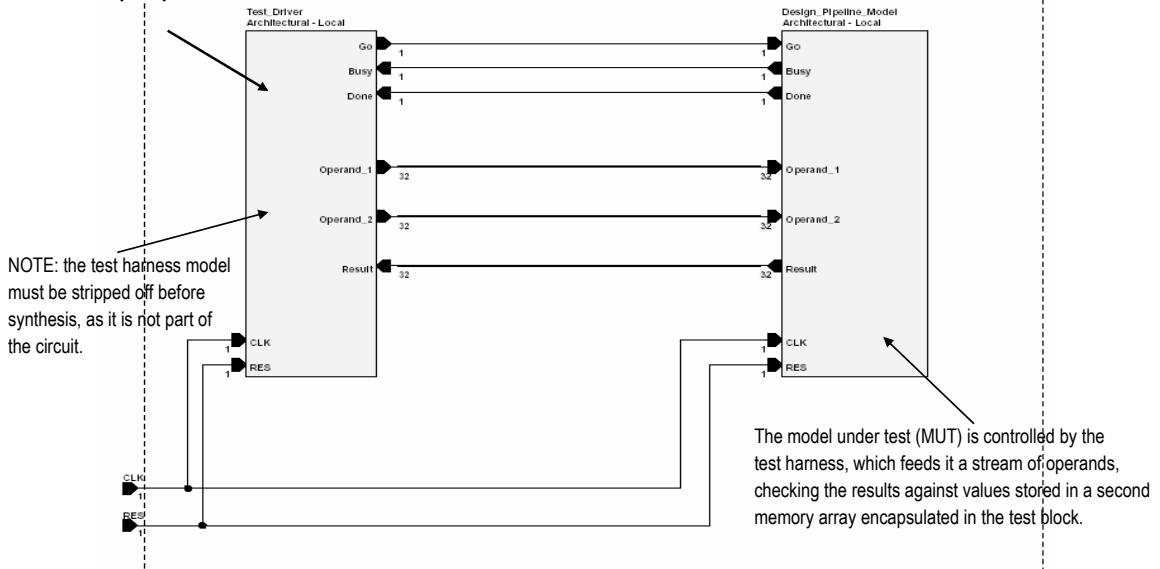 Test_Driver
Architectural - Local
Design_Pipeline_Model
Architectural - Local
Go
1
1
Go
Busy
1
1
Busy
Done
1
1
Done
Operand_1
32
32
Operand_1
Operand_2
32
32
Operand_2
Result
32
32
Result
NOTE: the test harness model
must be stripped off before
synthesis, as it is not part of
the circuit.
1
CLK
1
RES
1
CLK
1
RES
The model under test (MUT) is controlled by the
test harness, which feeds it a stream of operands,
checking the results against values stored in a second
memory array encapsulated in the test block.
CLK
1
RES
1